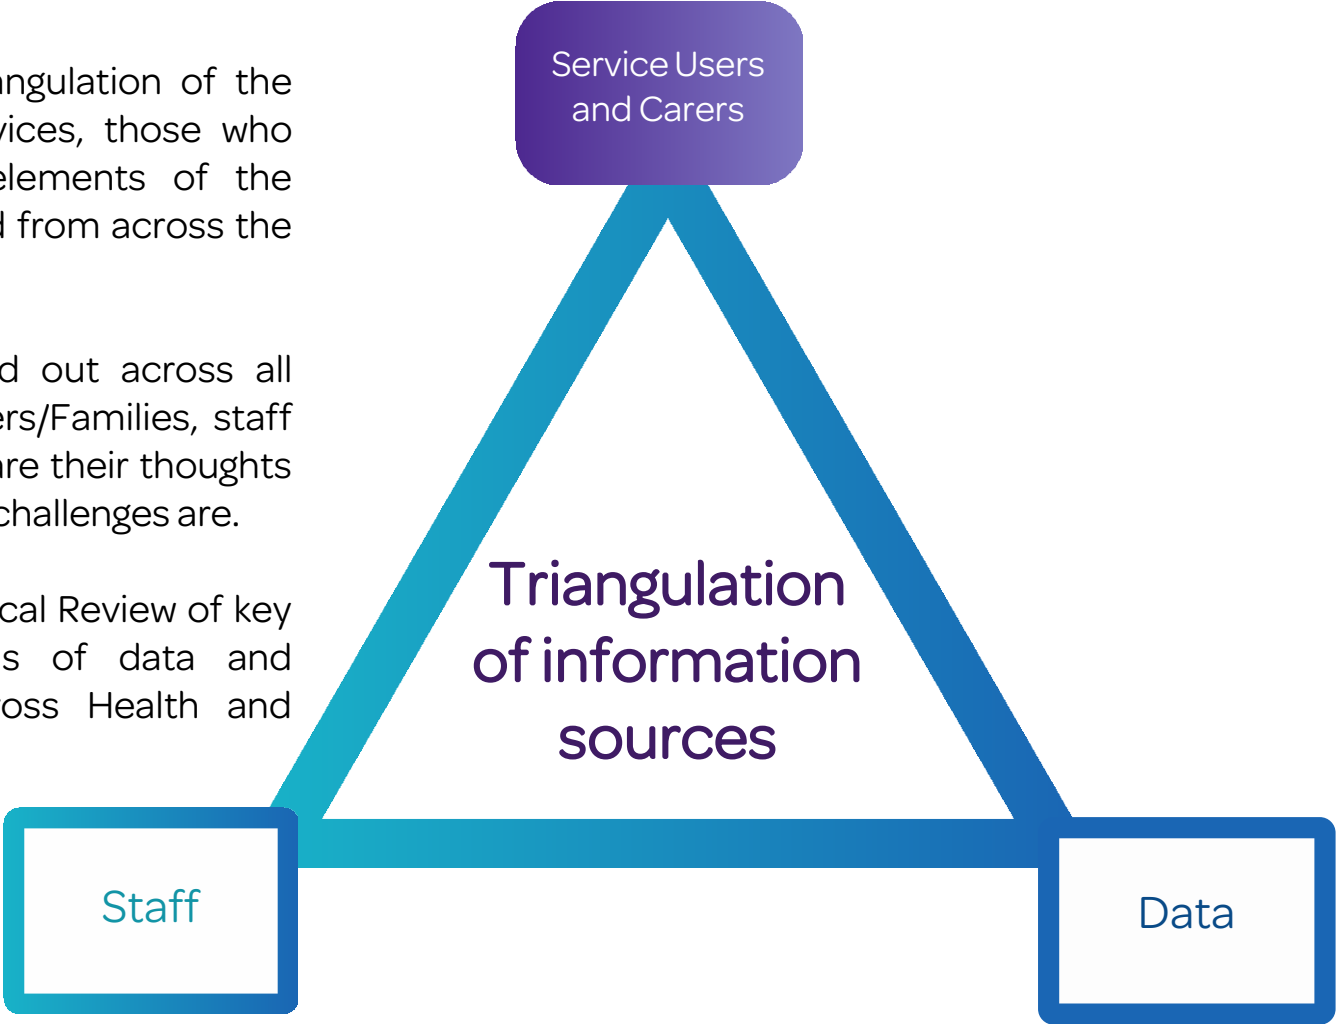 angulation of the
vices, those who
elements of the
d from across the
d out across all
ers/Families, staff
are their thoughts
challenges are.
cal Review of key
s of data and
oss Health and
Service Users
and Carers
Triangulation
of information
sources
Staff
Data